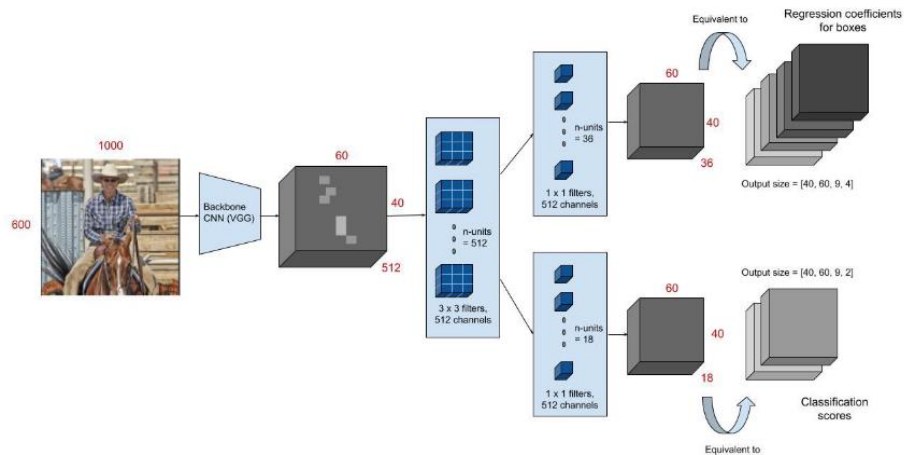 1000
600
Backbone
CNN (VGG)
60
40
512
n-units
= 512
3 x 3 filters,
512 channels
n-units
= 36
1 x 1 filters,
512 channels
60
40
36
Equivalent to
Regression coefficients
for boxes
Output size = [40, 60, 9, 4]
n-units
= 18
1 x 1 filters,
512 channels
60
40
18
Output size = [40, 60, 9, 2]
Classification
scores
Equivalent to